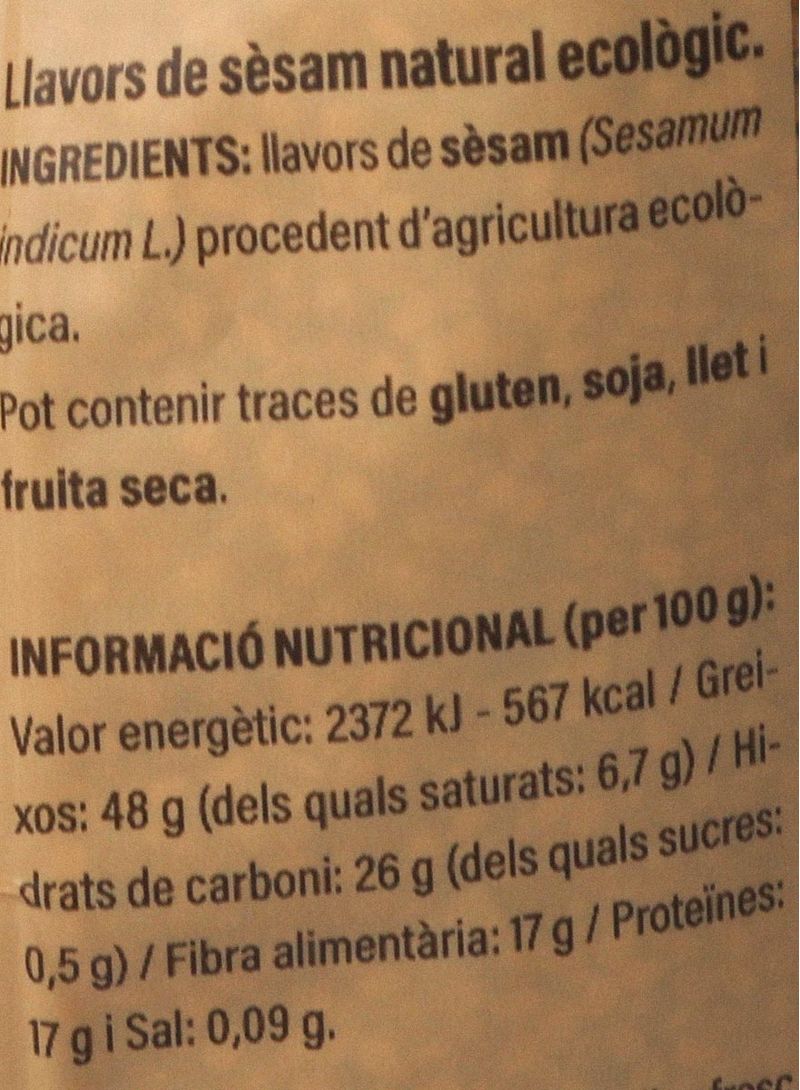 Llavors de sèsam natural ecològic.
INGREDIENTS: llavors de sèsam (Sesamum
indicum L.) procedent d'agricultura ecolò-
gica.
Pot contenir traces de gluten, soja, llet i
fruita seca.
INFORMACIÓ NUTRICIONAL (per 100 g):
Valor energètic: 2372 kJ - 567 kcal / Grei-
xos: 48 g (dels quals saturats: 6,7 g) / Hi-
drats de carboni: 26 g (dels quals sucres:
0,5 g) / Fibra alimentària: 17 g / Proteïnes:
17 g i Sal: 0,09 g.